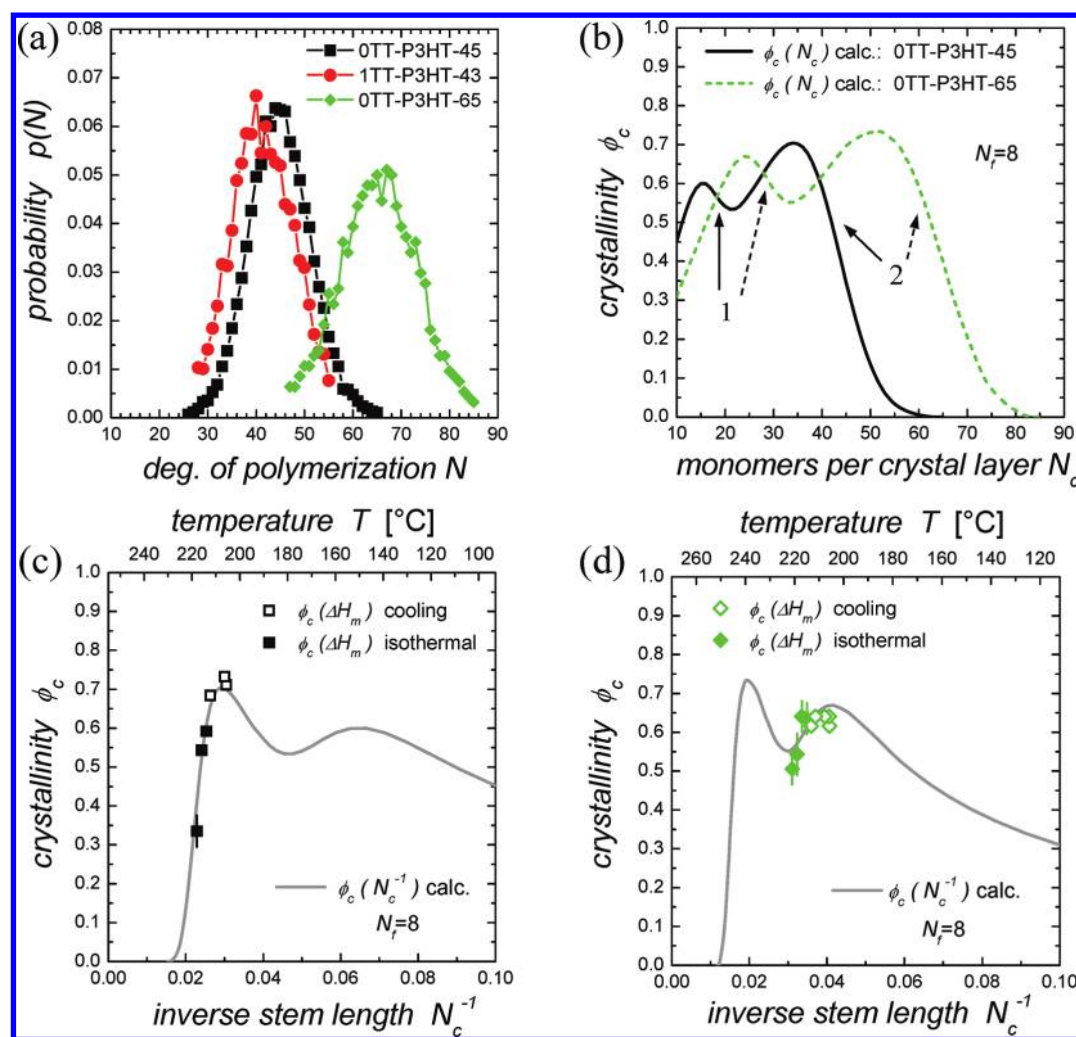 (a)
0.08
0.07
0.06
0.05
0.04
0.03
0.02
0.01
0.00
probability p(N)
0TT-P3HT-45
1TT-P3HT-43
0TT-P3HT-65
10 20 30 40 50 60 70 80 90
deg. of polymerization N
(b)
1.0
0.9
0.8
0.7
0.6
0.5
0.4
0.3
0.2
0.1
0.0
crystallinity ϕc
ϕc (Nc) calc.: 0TT-P3HT-45
ϕc (Nc) calc.: 0TT-P3HT-65
Nf=8
1
2
10 20 30 40 50 60 70 80 90
monomers per crystal layer Nc
(c)
temperature T [°C]
240 220 200 180 160 140 120 100
1.0
0.9
0.8
0.7
0.6
0.5
0.4
0.3
0.2
0.1
0.0
crystallinity ϕc
ϕc (ΔHm) cooling
ϕc (ΔHm) isothermal
ϕc (Nc-1) calc.
Nf=8
0.00 0.02 0.04 0.06 0.08 0.10
inverse stem length Nc-1
(d)
temperature T [°C]
260 240 220 200 180 160 140 120
1.0
0.9
0.8
0.7
0.6
0.5
0.4
0.3
0.2
0.1
0.0
crystallinity ϕc
ϕc (ΔHm) cooling
ϕc (ΔHm) isothermal
ϕc (Nc-1) calc.
Nf=8
0.00 0.02 0.04 0.06 0.08 0.10
inverse stem length Nc-1